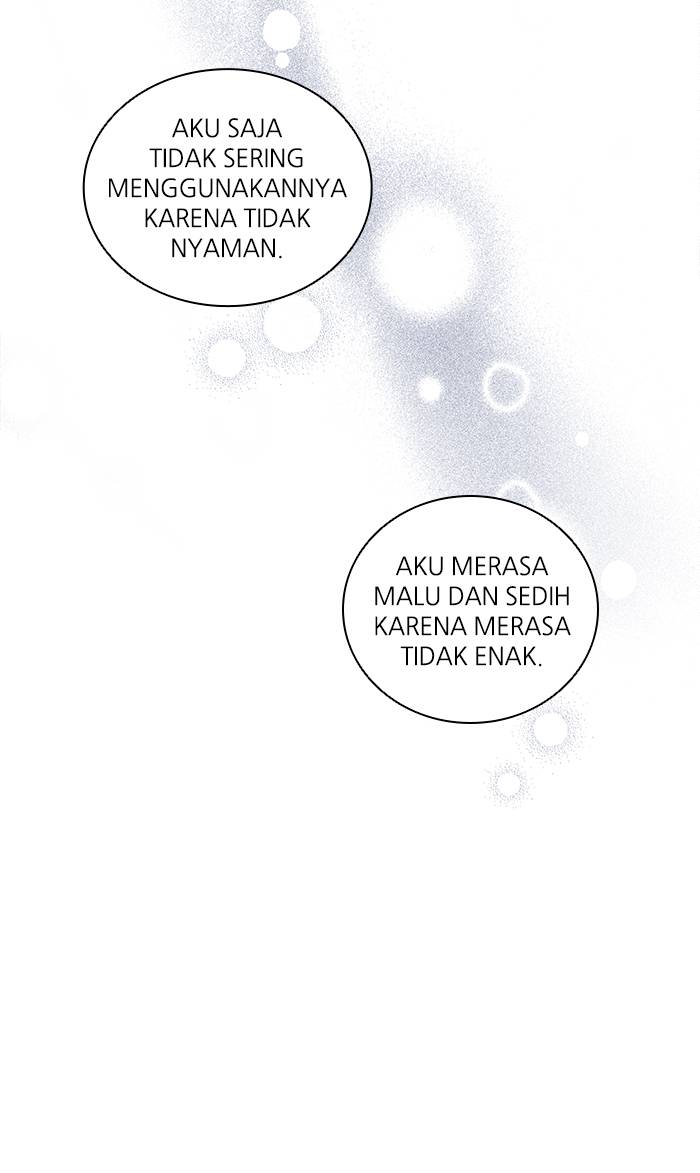 AKU SAJA
TIDAK SERING
MENGGUNAKANNYA
KARENA TIDAK
NYAMAN.
AKU MERASA
MALU DAN SEDIH
KARENA MERASA
TIDAK ENAK.